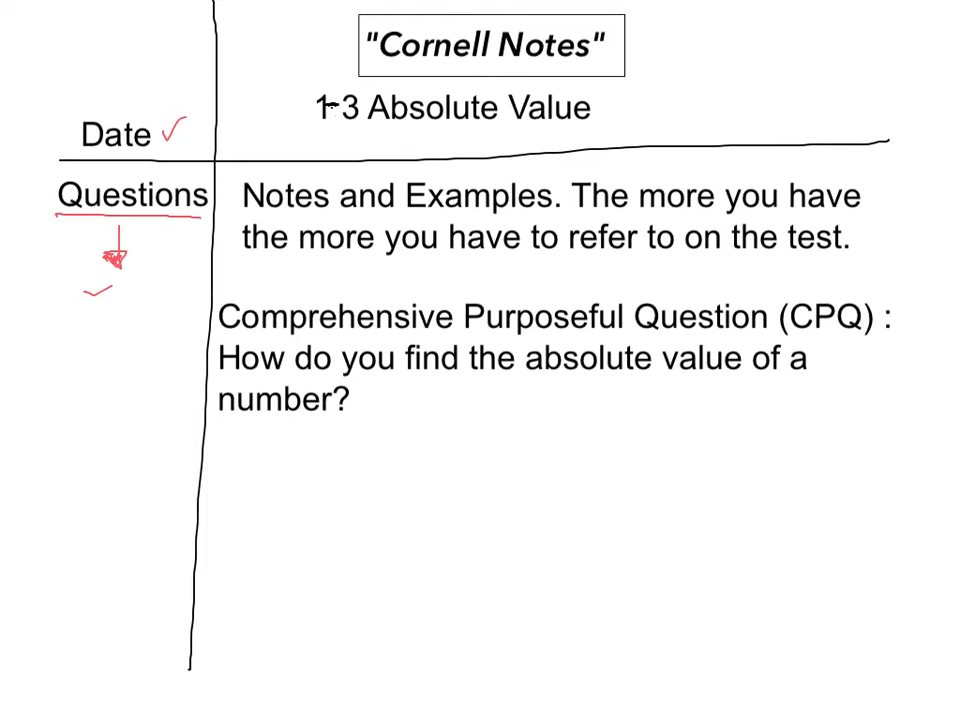 "Cornell Notes"
1-3 Absolute Value
Date
Questions
Notes and Examples. The more you have
the more you have to refer to on the test.
Comprehensive Purposeful Question (CPQ) :
How do you find the absolute value of a
number?